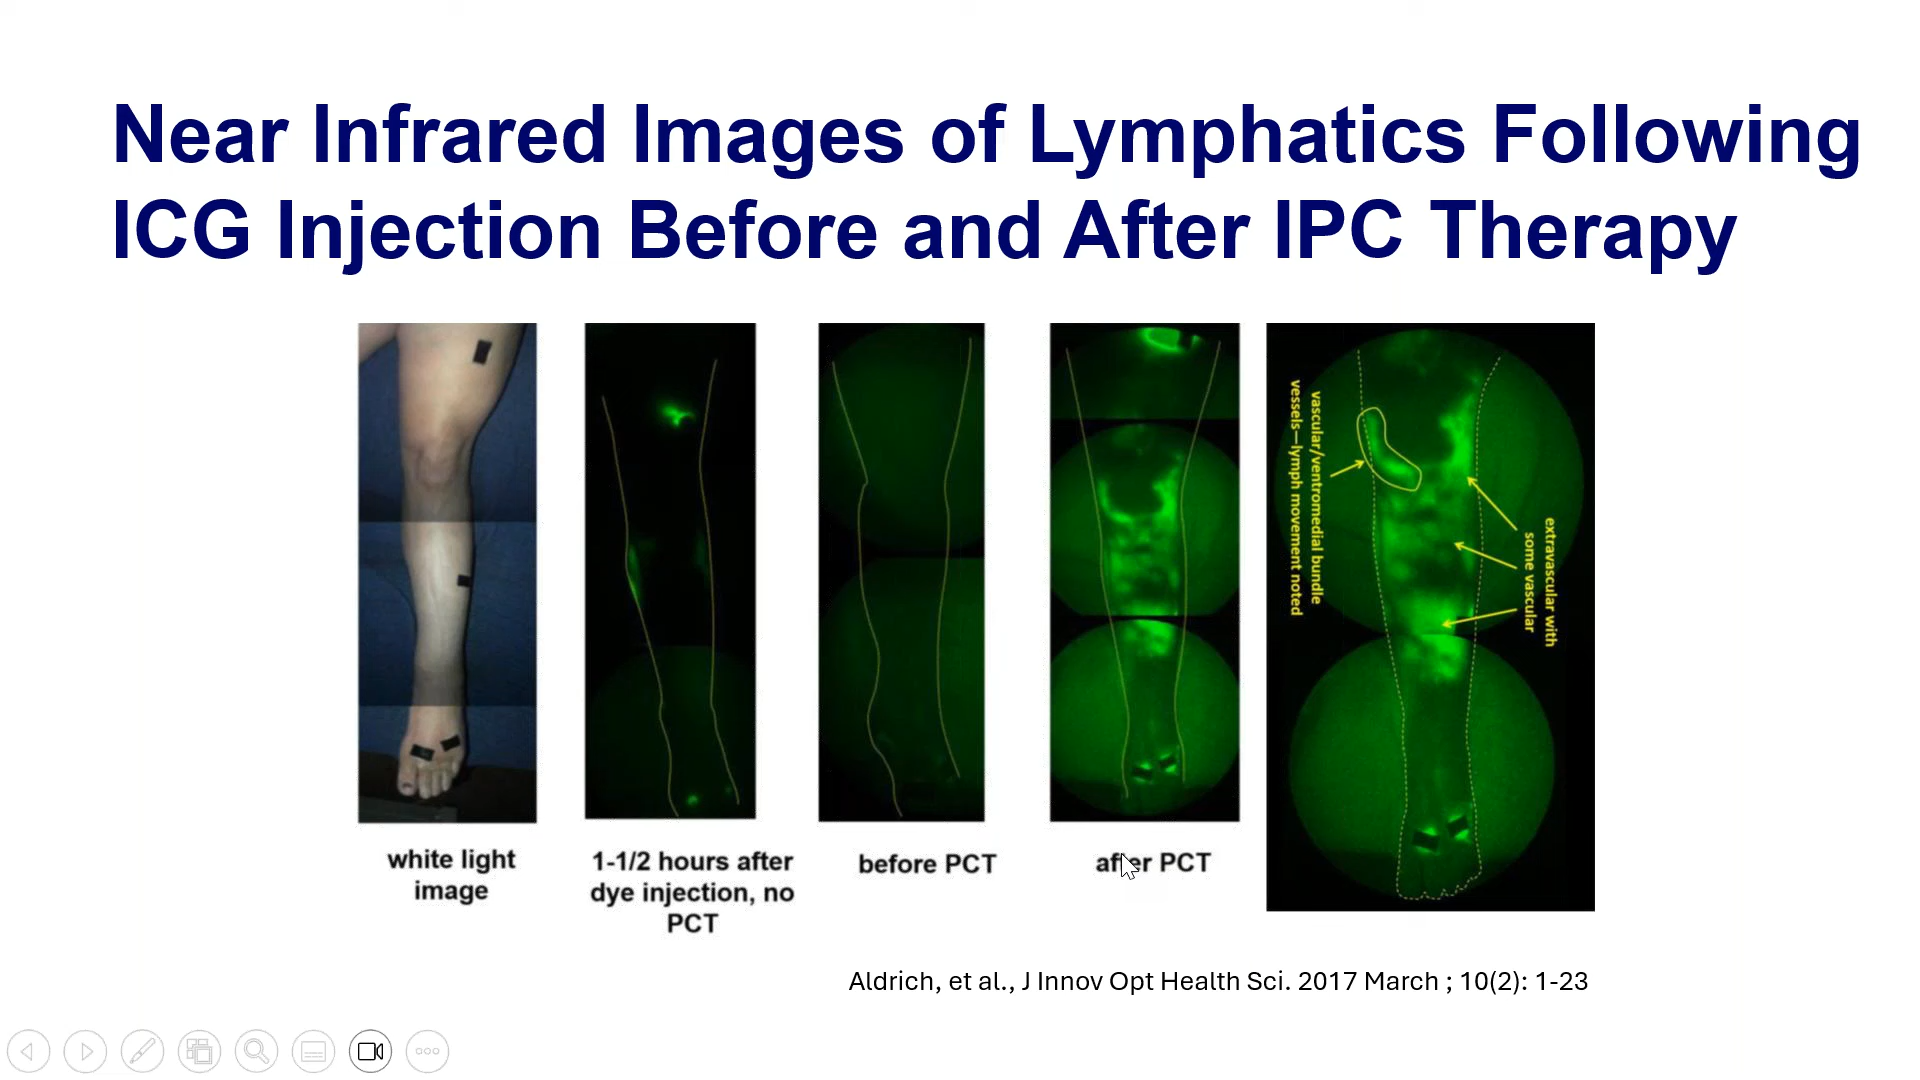 Near Infrared Images of Lymphatics Following
ICG Injection Before and After IPC Therapy
vascular/ventromedial bundle
vessels—lymph movement noted
extravascular with
some vascular
white light
image
1-1/2 hours after
dye injection, no
PCT
before PCT
after PCT
Aldrich, et al., J Innov Opt Health Sci. 2017 March ; 10(2): 1-23